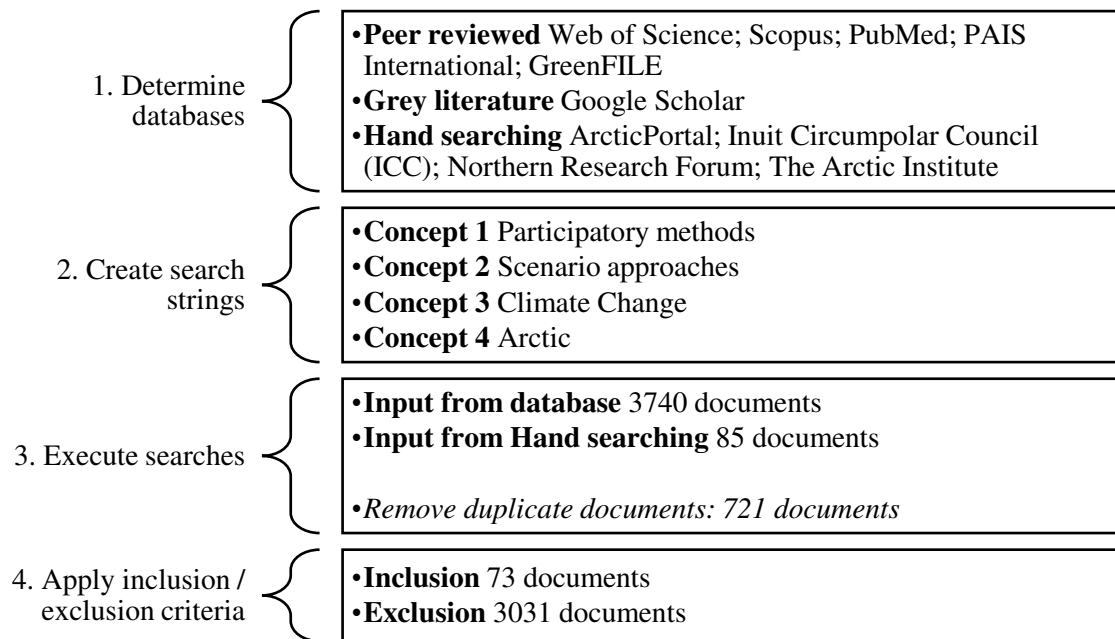 1. Determine
databases
•Peer reviewed Web of Science; Scopus; PubMed; PAIS
International; GreenFILE
•Grey literature Google Scholar
•Hand searching ArcticPortal; Inuit Circumpolar Council
(ICC); Northern Research Forum; The Arctic Institute
2. Create search
strings
•Concept 1 Participatory methods
•Concept 2 Scenario approaches
•Concept 3 Climate Change
•Concept 4 Arctic
3. Execute searches
•Input from database 3740 documents
•Input from Hand searching 85 documents
•Remove duplicate documents: 721 documents
4. Apply inclusion /
exclusion criteria
•Inclusion 73 documents
•Exclusion 3031 documents